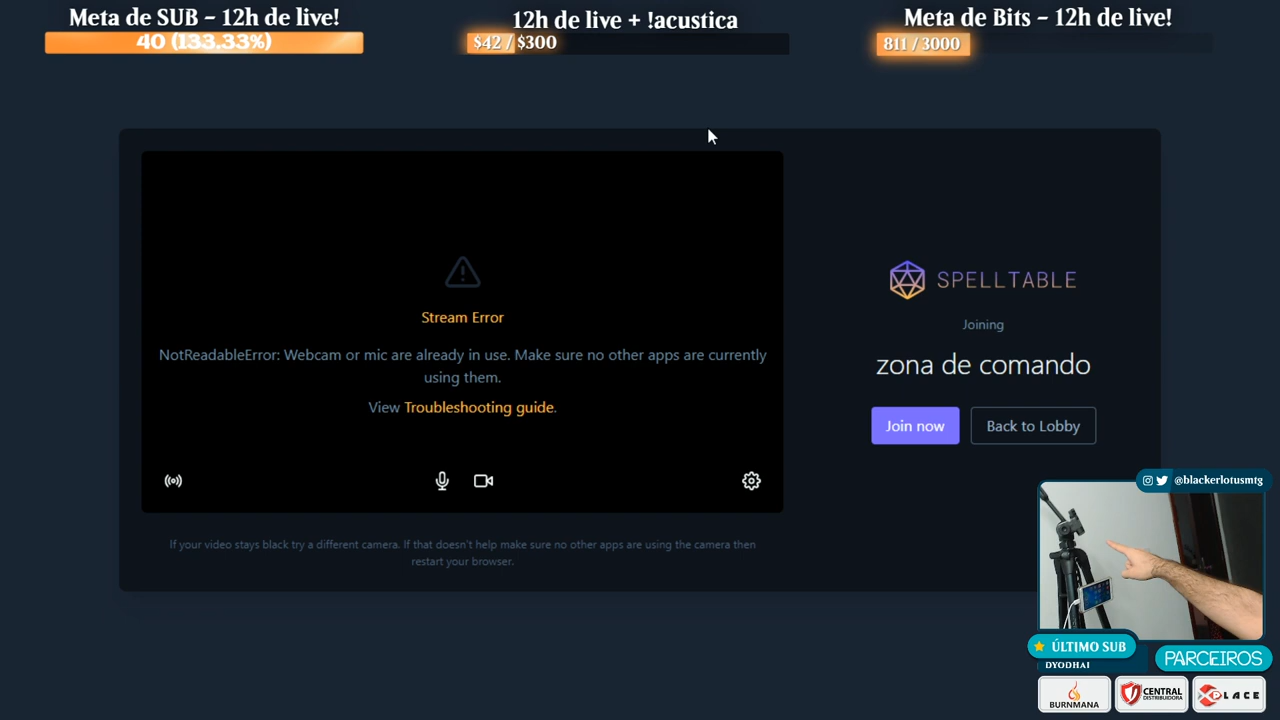 Meta de SUB - 12h de live!
40 (133.33%)
12h de live + !acustica
$42 / $300
Meta de Bits - 12h de live!
811 / 3000
Stream Error
NotReadableError: Webcam or mic are already in use. Make sure no other apps are currently
using them.
View Troubleshooting guide.
If your video stays black try a different camera. If that doesn't help make sure no other apps are using the camera then
restart your browser.
SPELLTABLE
Joining
zona de comando
Join now
Back to Lobby
@blackerlotusmtg
ÚLTIMO SUB
DYODHAI
PARCEIROS
BURNMANA
CENTRAL
DISTRIBUIDORA
XPLACE